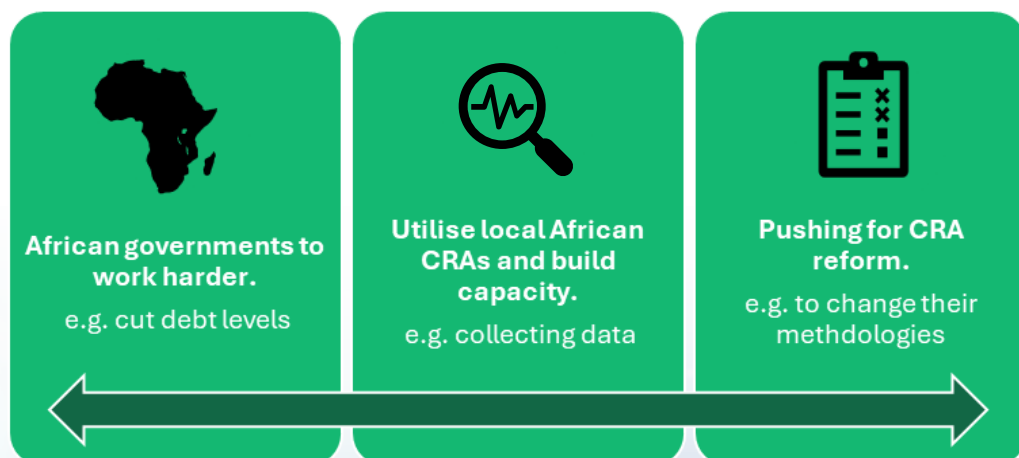 African governments to
work harder.
e.g. cut debt levels
Utilise local African
CRAs and build
capacity.
e.g. collecting data
Pushing for CRA
reform.
e.g. to change their
methdologies